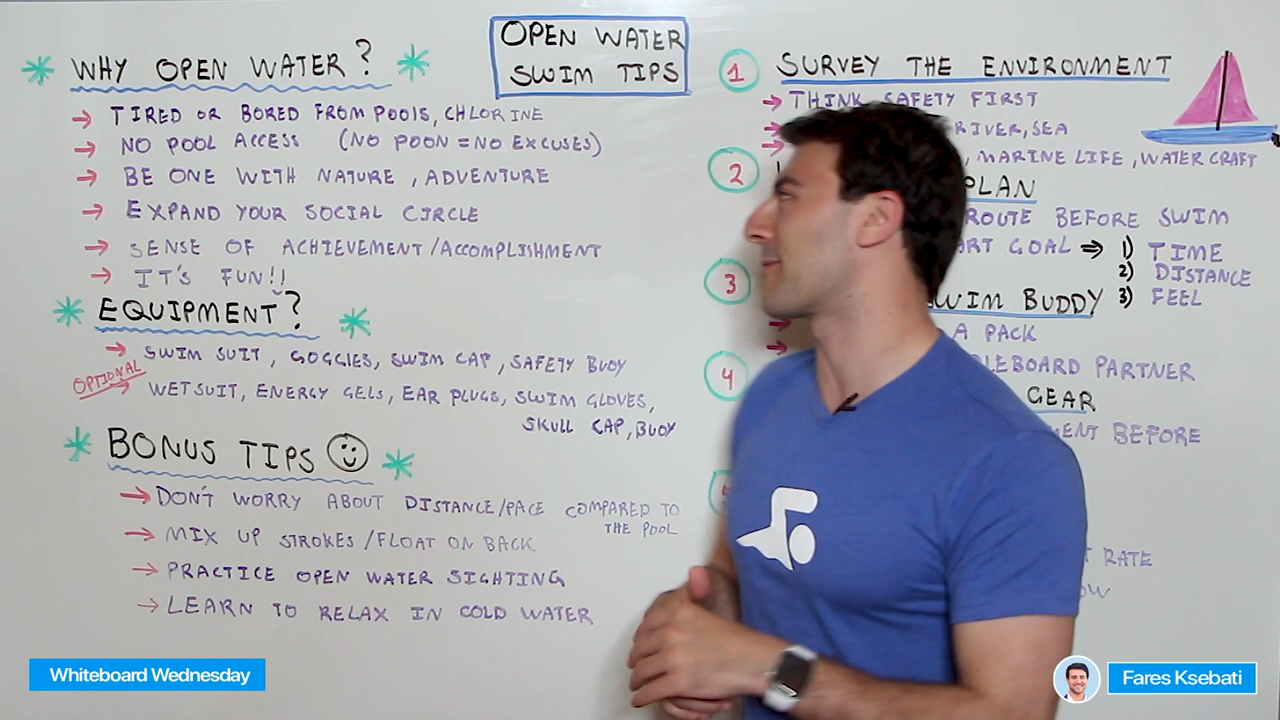 OPEN WATER
SWIM TIPS
WHY OPEN WATER?
→ TIRED OR BORED FROM POOLS, CHLORINE
→ NO POOL ACCESS (NO POON = NO EXCUSES)
→ BE ONE WITH NATURE, ADVENTURE
→ EXPAND YOUR SOCIAL CIRCLE
→ SENSE OF ACHIEVEMENT/ACCOMPLISHMENT
→ IT'S FUN!!
EQUIPMENT?
→ SWIM SUIT, GOGGLES, SWIM CAP, SAFETY BUOY
OPTIONAL
→ WETSUIT, ENERGY GELS, EAR PLUGS, SWIM GLOVES,
SKULL CAP, BUOY
BONUS TIPS
→ DON'T WORRY ABOUT DISTANCE/PACE COMPARED TO
THE POOL
→ MIX UP STROKES/FLOAT ON BACK
→ PRACTICE OPEN WATER SIGHTING
→ LEARN TO RELAX IN COLD WATER
1 SURVEY THE ENVIRONMENT
→ THINK SAFETY FIRST
→ RIVER, SEA
→ , MARINE LIFE, WATER CRAFT
2 PLAN
ROUTE BEFORE SWIM
GOAL ⇒ 1) TIME
2) DISTANCE
3) FEEL
3 SWIM BUDDY
→ A PACK
→ PARTNER
4 GEAR
BEFORE
RATE
Whiteboard Wednesday
Fares Ksebati